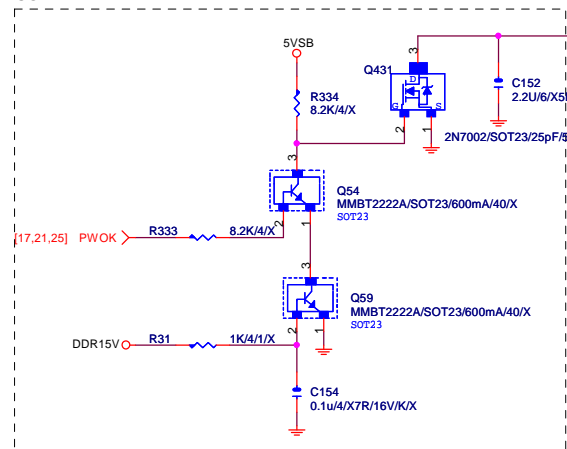 5VSB
Q431
3
D
G
S
2
1
C152
2.2U/6/X5
2N7002/SOT23/25pF/5
R334
8.2K/4/X
3
Q54
MMBT2222A/SOT23/600mA/40/X
SOT23
2
1
[17,21,25] PWOK
R333
8.2K/4/X
3
Q59
MMBT2222A/SOT23/600mA/40/X
SOT23
2
1
DDR15V
R31
1K/4/1/X
C154
0.1u/4/X7R/16V/K/X